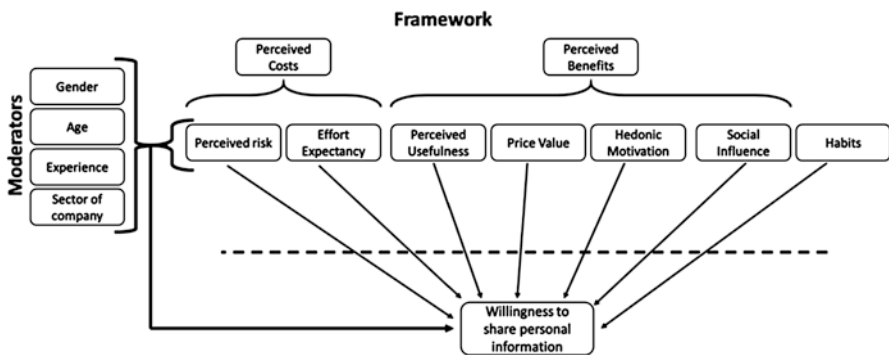 Framework
Perceived
Costs
Perceived
Benefits
Moderators
Gender
Age
Experience
Sector of
company
Perceived risk
Effort
Expectancy
Perceived
Usefulness
Price Value
Hedonic
Motivation
Social
Influence
Habits
Willingness to
share personal
information